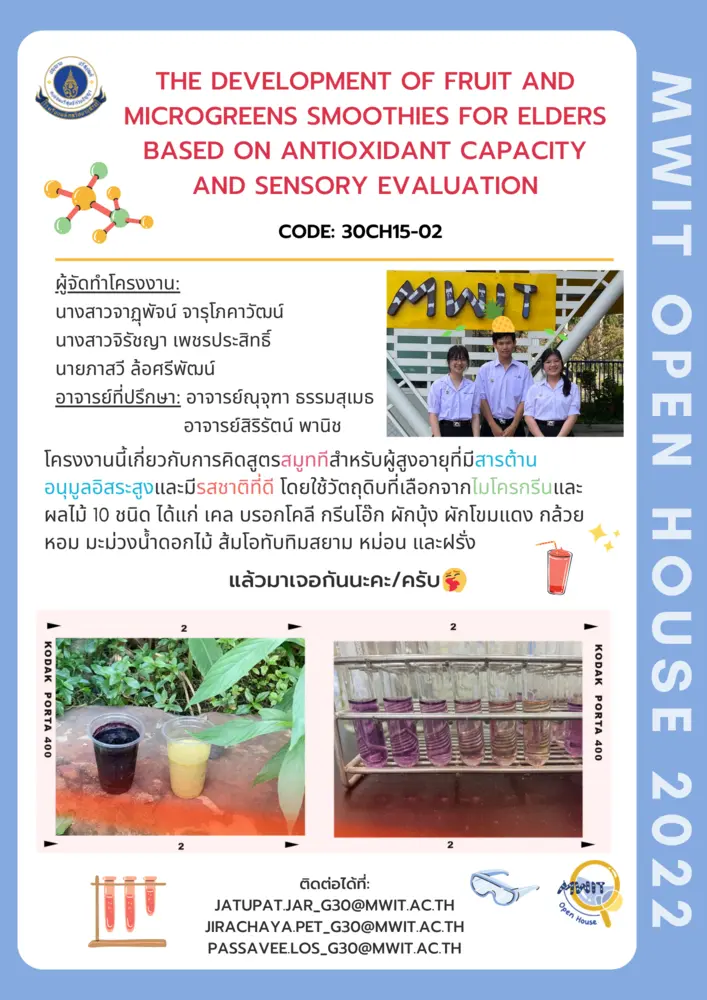 THE DEVELOPMENT OF FRUIT AND
MICROGREENS SMOOTHIES FOR ELDERS
BASED ON ANTIOXIDANT CAPACITY
AND SENSORY EVALUATION
CODE: 30CH15-02
ผู้จัดทำโครงงาน:
นางสาวจาฏุพัจน์ จารุโภคาวัฒน์
นางสาวจิรัชญา เพชรประสิทธิ์
นายภาสวี ล้อศรีพัฒน์
อาจารย์ที่ปรึกษา: อาจารย์ณุจุฑา ธรรมสุเมธ
อาจารย์สิริรัตน์ พานิช
MWIT
โครงงานนี้เกี่ยวกับการคิดสูตรสมูทตีสำหรับผู้สูงอายุที่มีสารต้าน
อนุมูลอิสระสูงและมีรสชาติที่ดี โดยใช้วัตถุดิบที่เลือกจากไมโครกรีนและ
ผลไม้ 10 ชนิด ได้แก่ เคล บรอกโคลี กรีนโอ๊ก ผักบุ้ง ผักโขมแดง กล้วย
หอม มะม่วงน้ำดอกไม้ ส้มโอทับทิมสยาม หม่อน และฝรั่ง
แล้วมาเจอกันนะคะ/ครับ
2
2
KODAK PORTA 400
KODAK PORTA 400
2
2
ติดต่อได้ที่:
JATUPAT.JAR_G30@MWIT.AC.TH
JIRACHAYA.PET_G30@MWIT.AC.TH
PASSAVEE.LOS_G30@MWIT.AC.TH
MWIT
Open House
MWIT OPEN HOUSE 2022